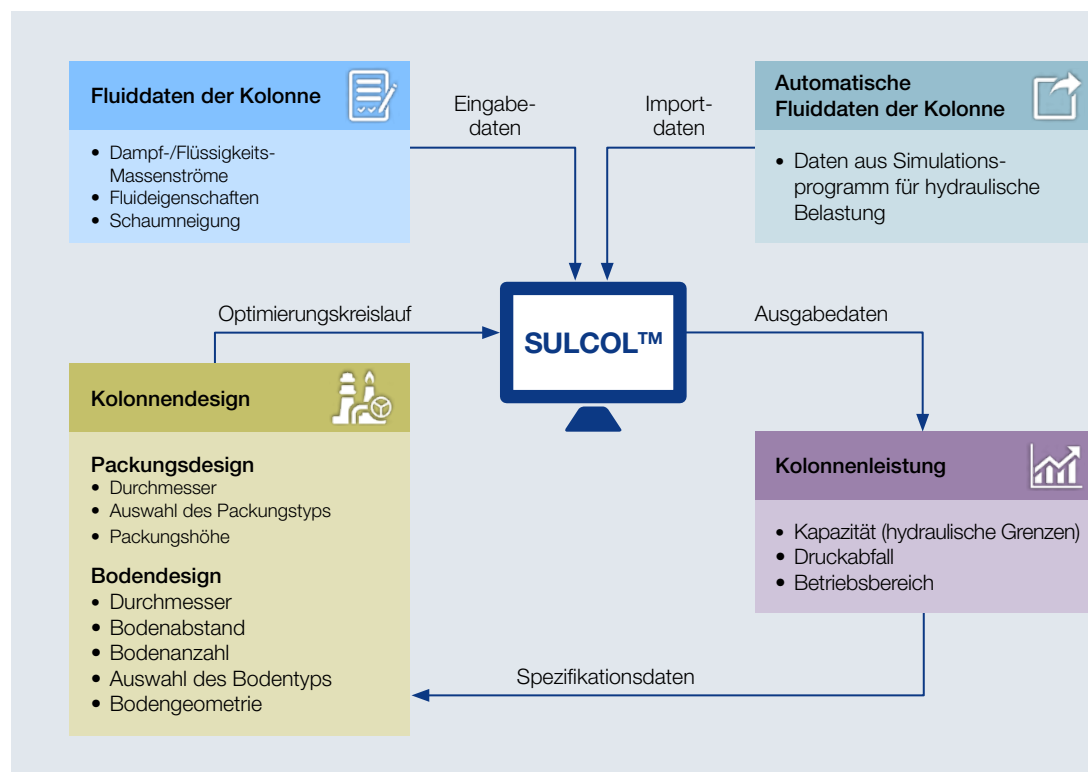 Fluiddaten der Kolonne
• Dampf-/Flüssigkeits-
Massenströme
• Fluideigenschaften
• Schaumneigung
Eingabe-
daten
Import-
daten
Automatische
Fluiddaten der Kolonne
• Daten aus Simulations-
programm für hydraulische
Belastung
Optimierungskreislauf
SULCOL™
Ausgabedaten
Kolonnendesign
Packungsdesign
• Durchmesser
• Auswahl des Packungstyps
• Packungshöhe
Bodendesign
• Durchmesser
• Bodenabstand
• Bodenanzahl
• Auswahl des Bodentyps
• Bodengeometrie
Kolonnenleistung
• Kapazität (hydraulische Grenzen)
• Druckabfall
• Betriebsbereich
Spezifikationsdaten